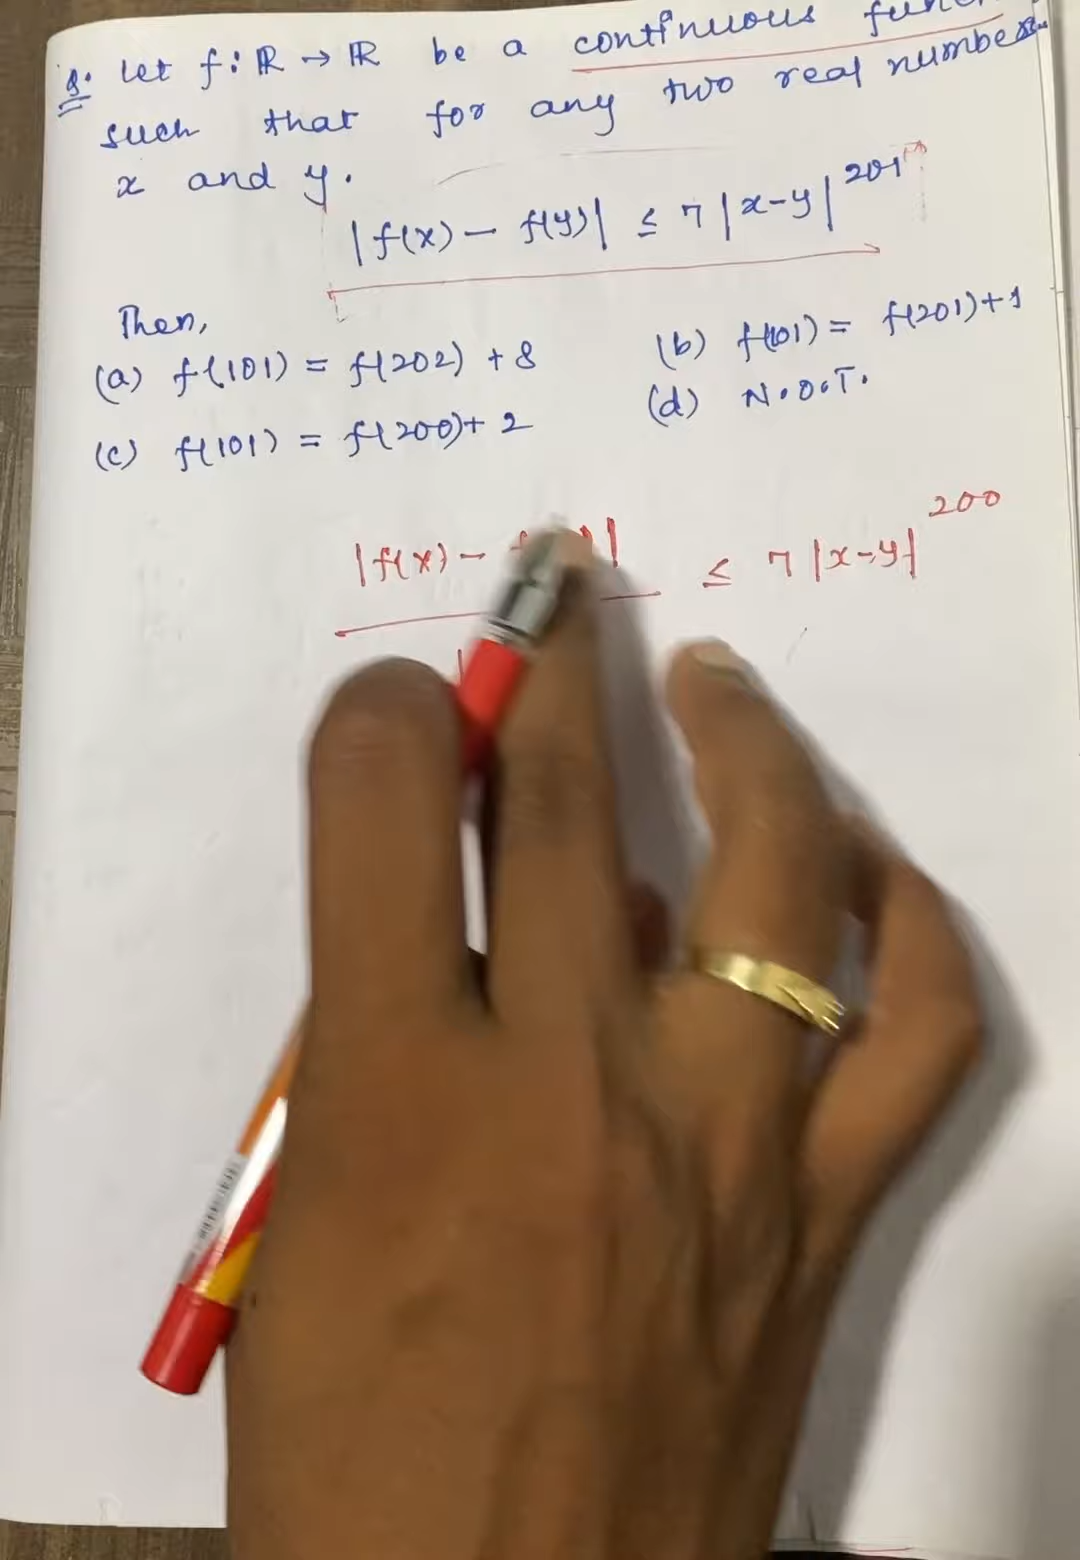 Q. Let f: ℝ → ℝ be a continuous
such that for any two real numbers
x and y.
|f(x) - f(y)| ≤ 7|x-y|^201
Then,
(a) f(101) = f(202) + 8 (b) f(101) = f(201)+1
(c) f(101) = f(200)+ 2 (d) N.O.T.
|f(x) - | ≤ 7|x-y|^200